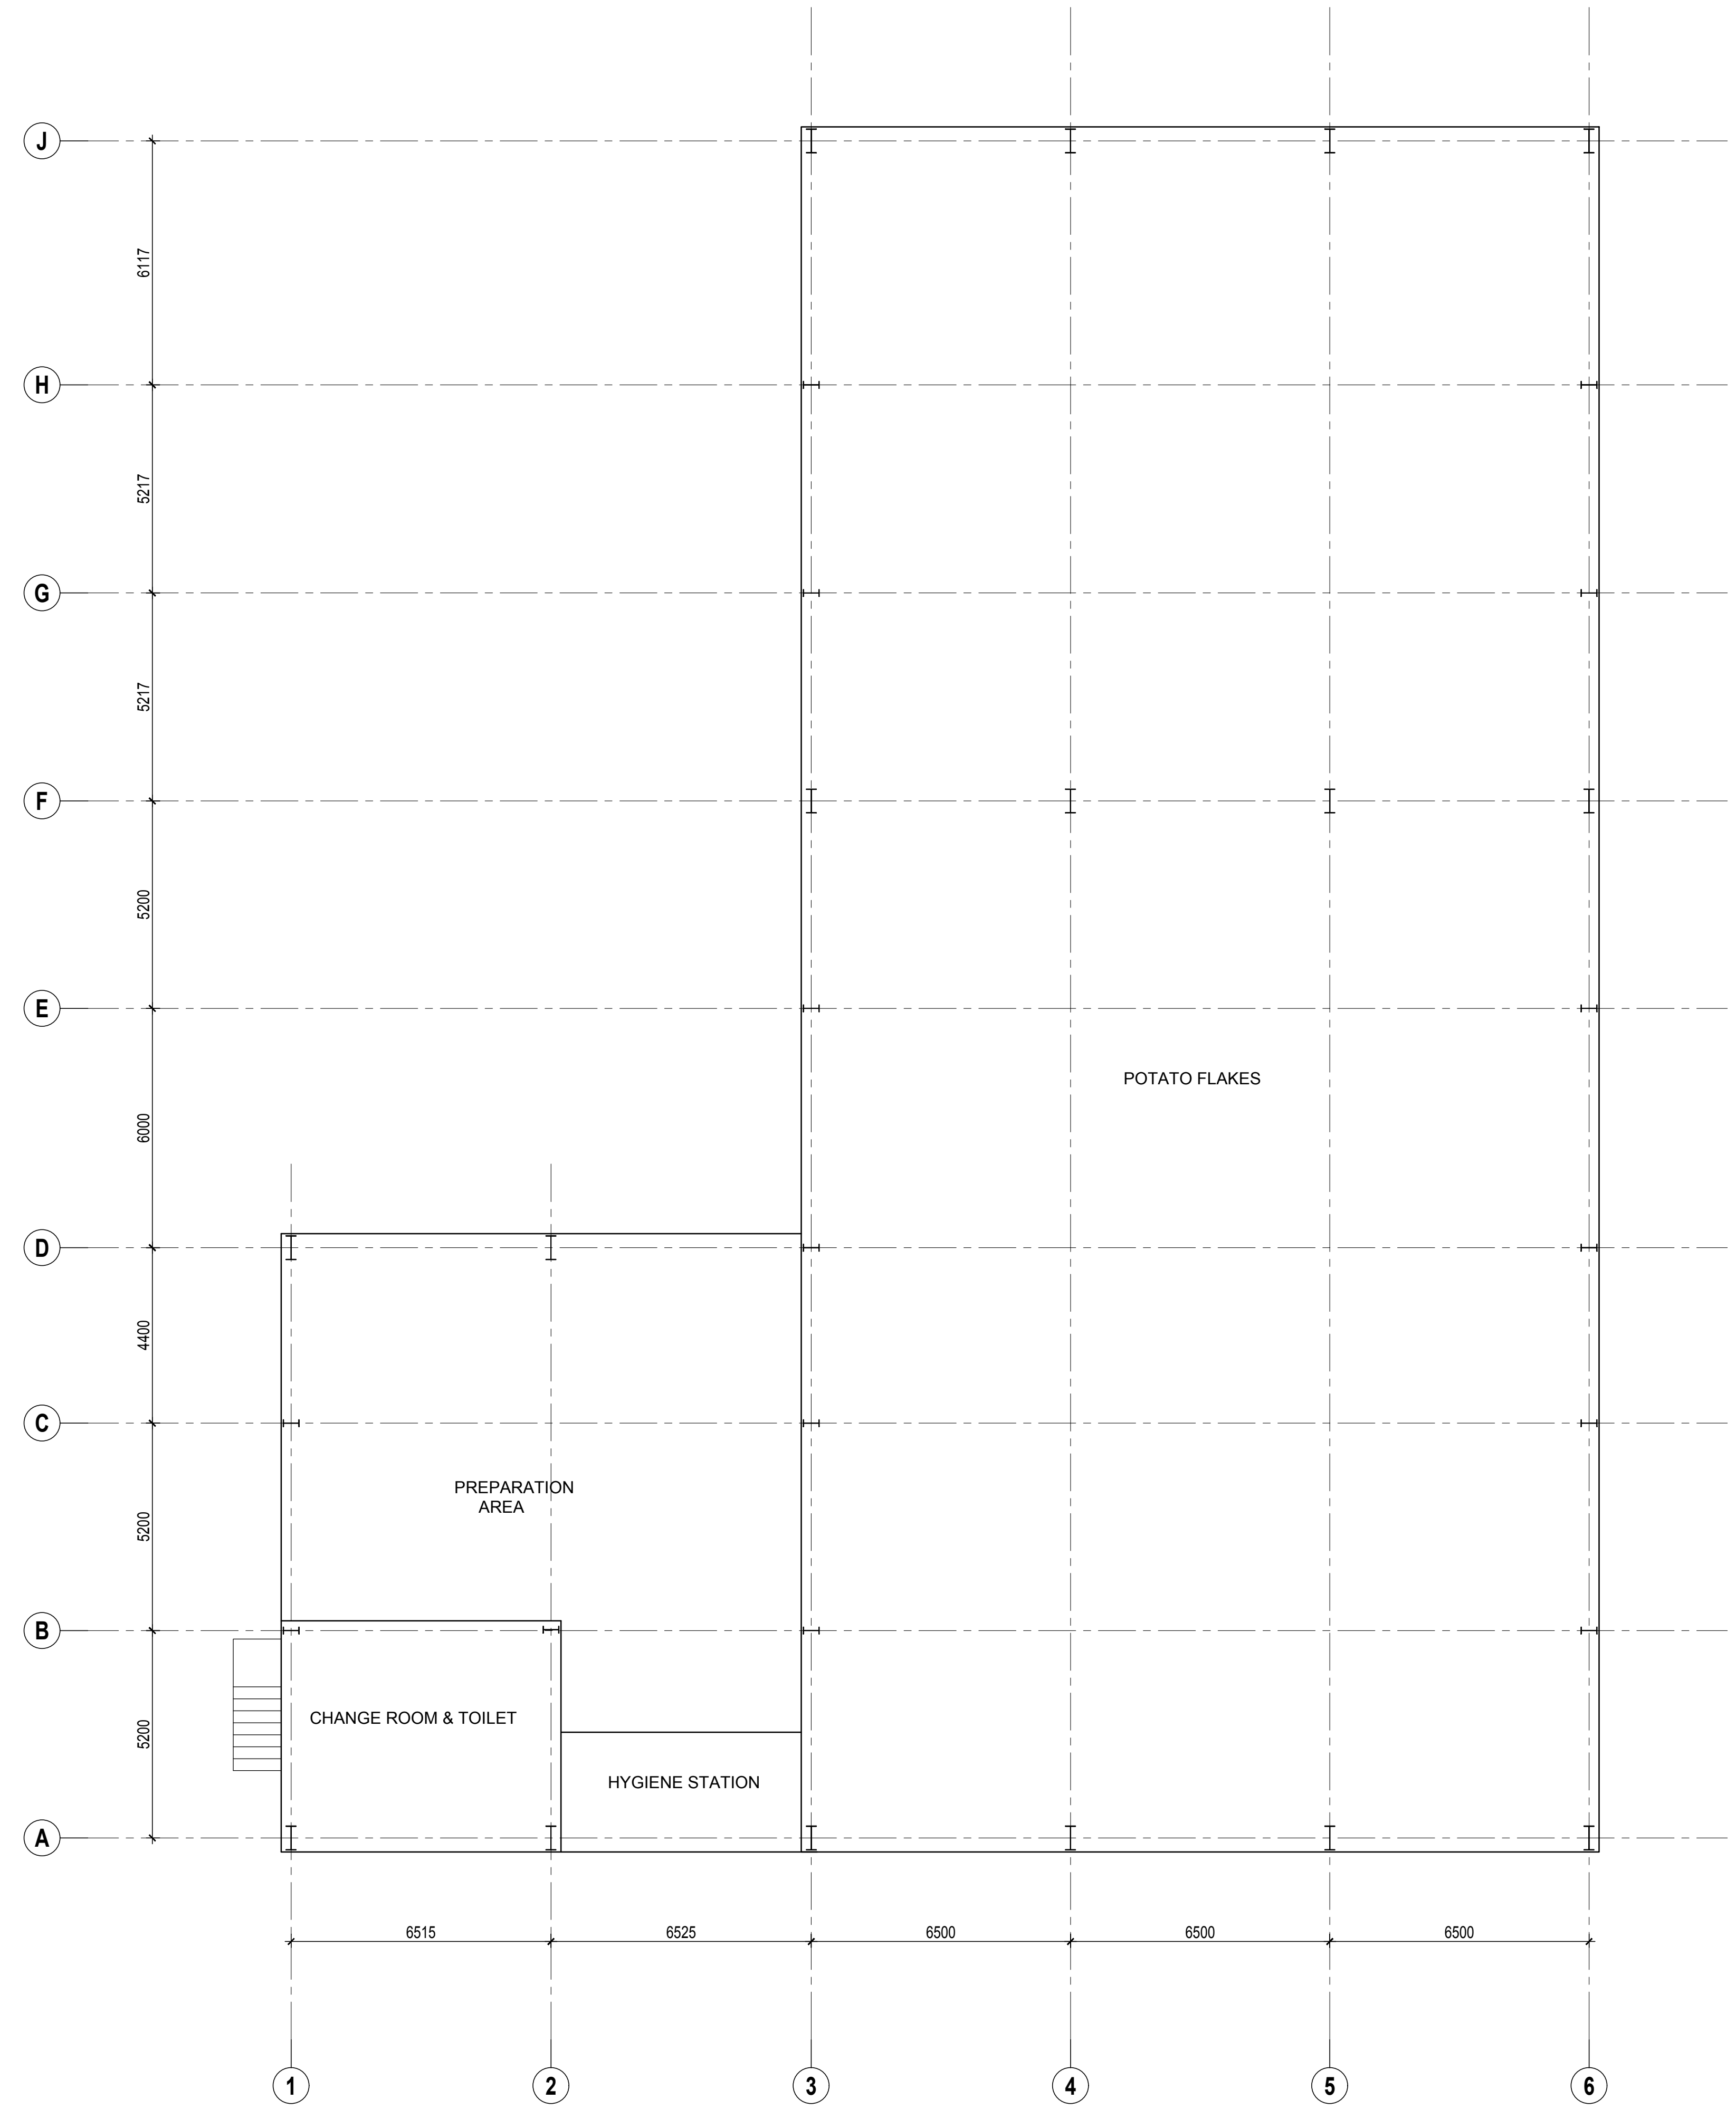 J
6117
H
5217
G
5217
F
5200
E
POTATO FLAKES
6000
D
4400
C
PREPARATION
AREA
5200
B
CHANGE ROOM & TOILET
5200
HYGIENE STATION
A
6515 6525 6500 6500 6500
1 2 3 4 5 6